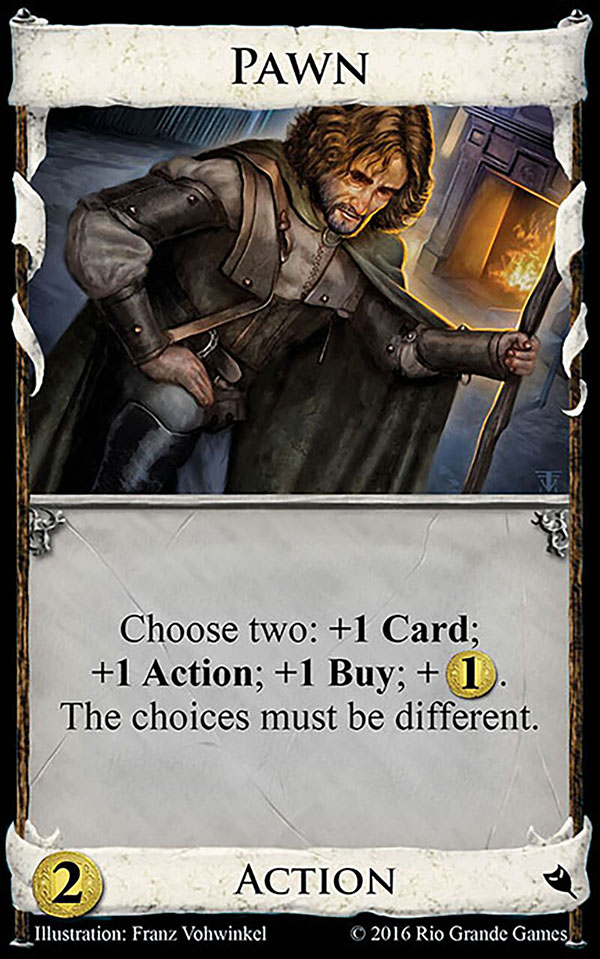 PAWN
Choose two: +1 Card;
+1 Action; +1 Buy; + 1.
The choices must be different.
2 ACTION
Illustration: Franz Vohwinkel © 2016 Rio Grande Games